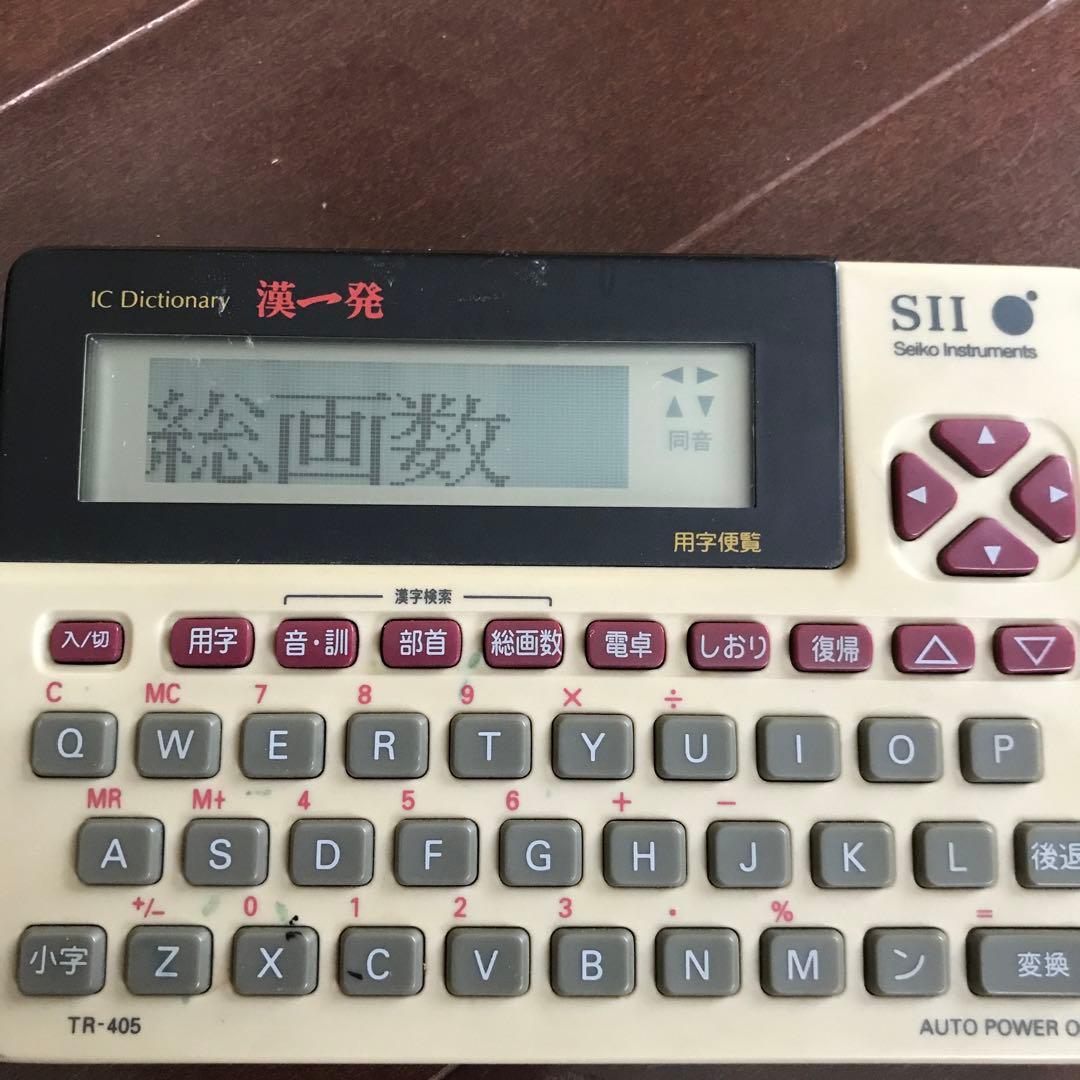 IC Dictionary 漢一発
SII
Seiko Instruments
総画数
同音
用字便覧
漢字検索
入/切 用字 音・訓 部首 総画数 電卓 しおり 復帰
C MC 7 8 9 × ÷
Q W E R T Y U I O P
MR M+ 4 5 6 + −
A S D F G H J K L 後退
+/− 0 1 2 3 . % =
小字 Z X C V B N M ン 変換
TR-405
AUTO POWER